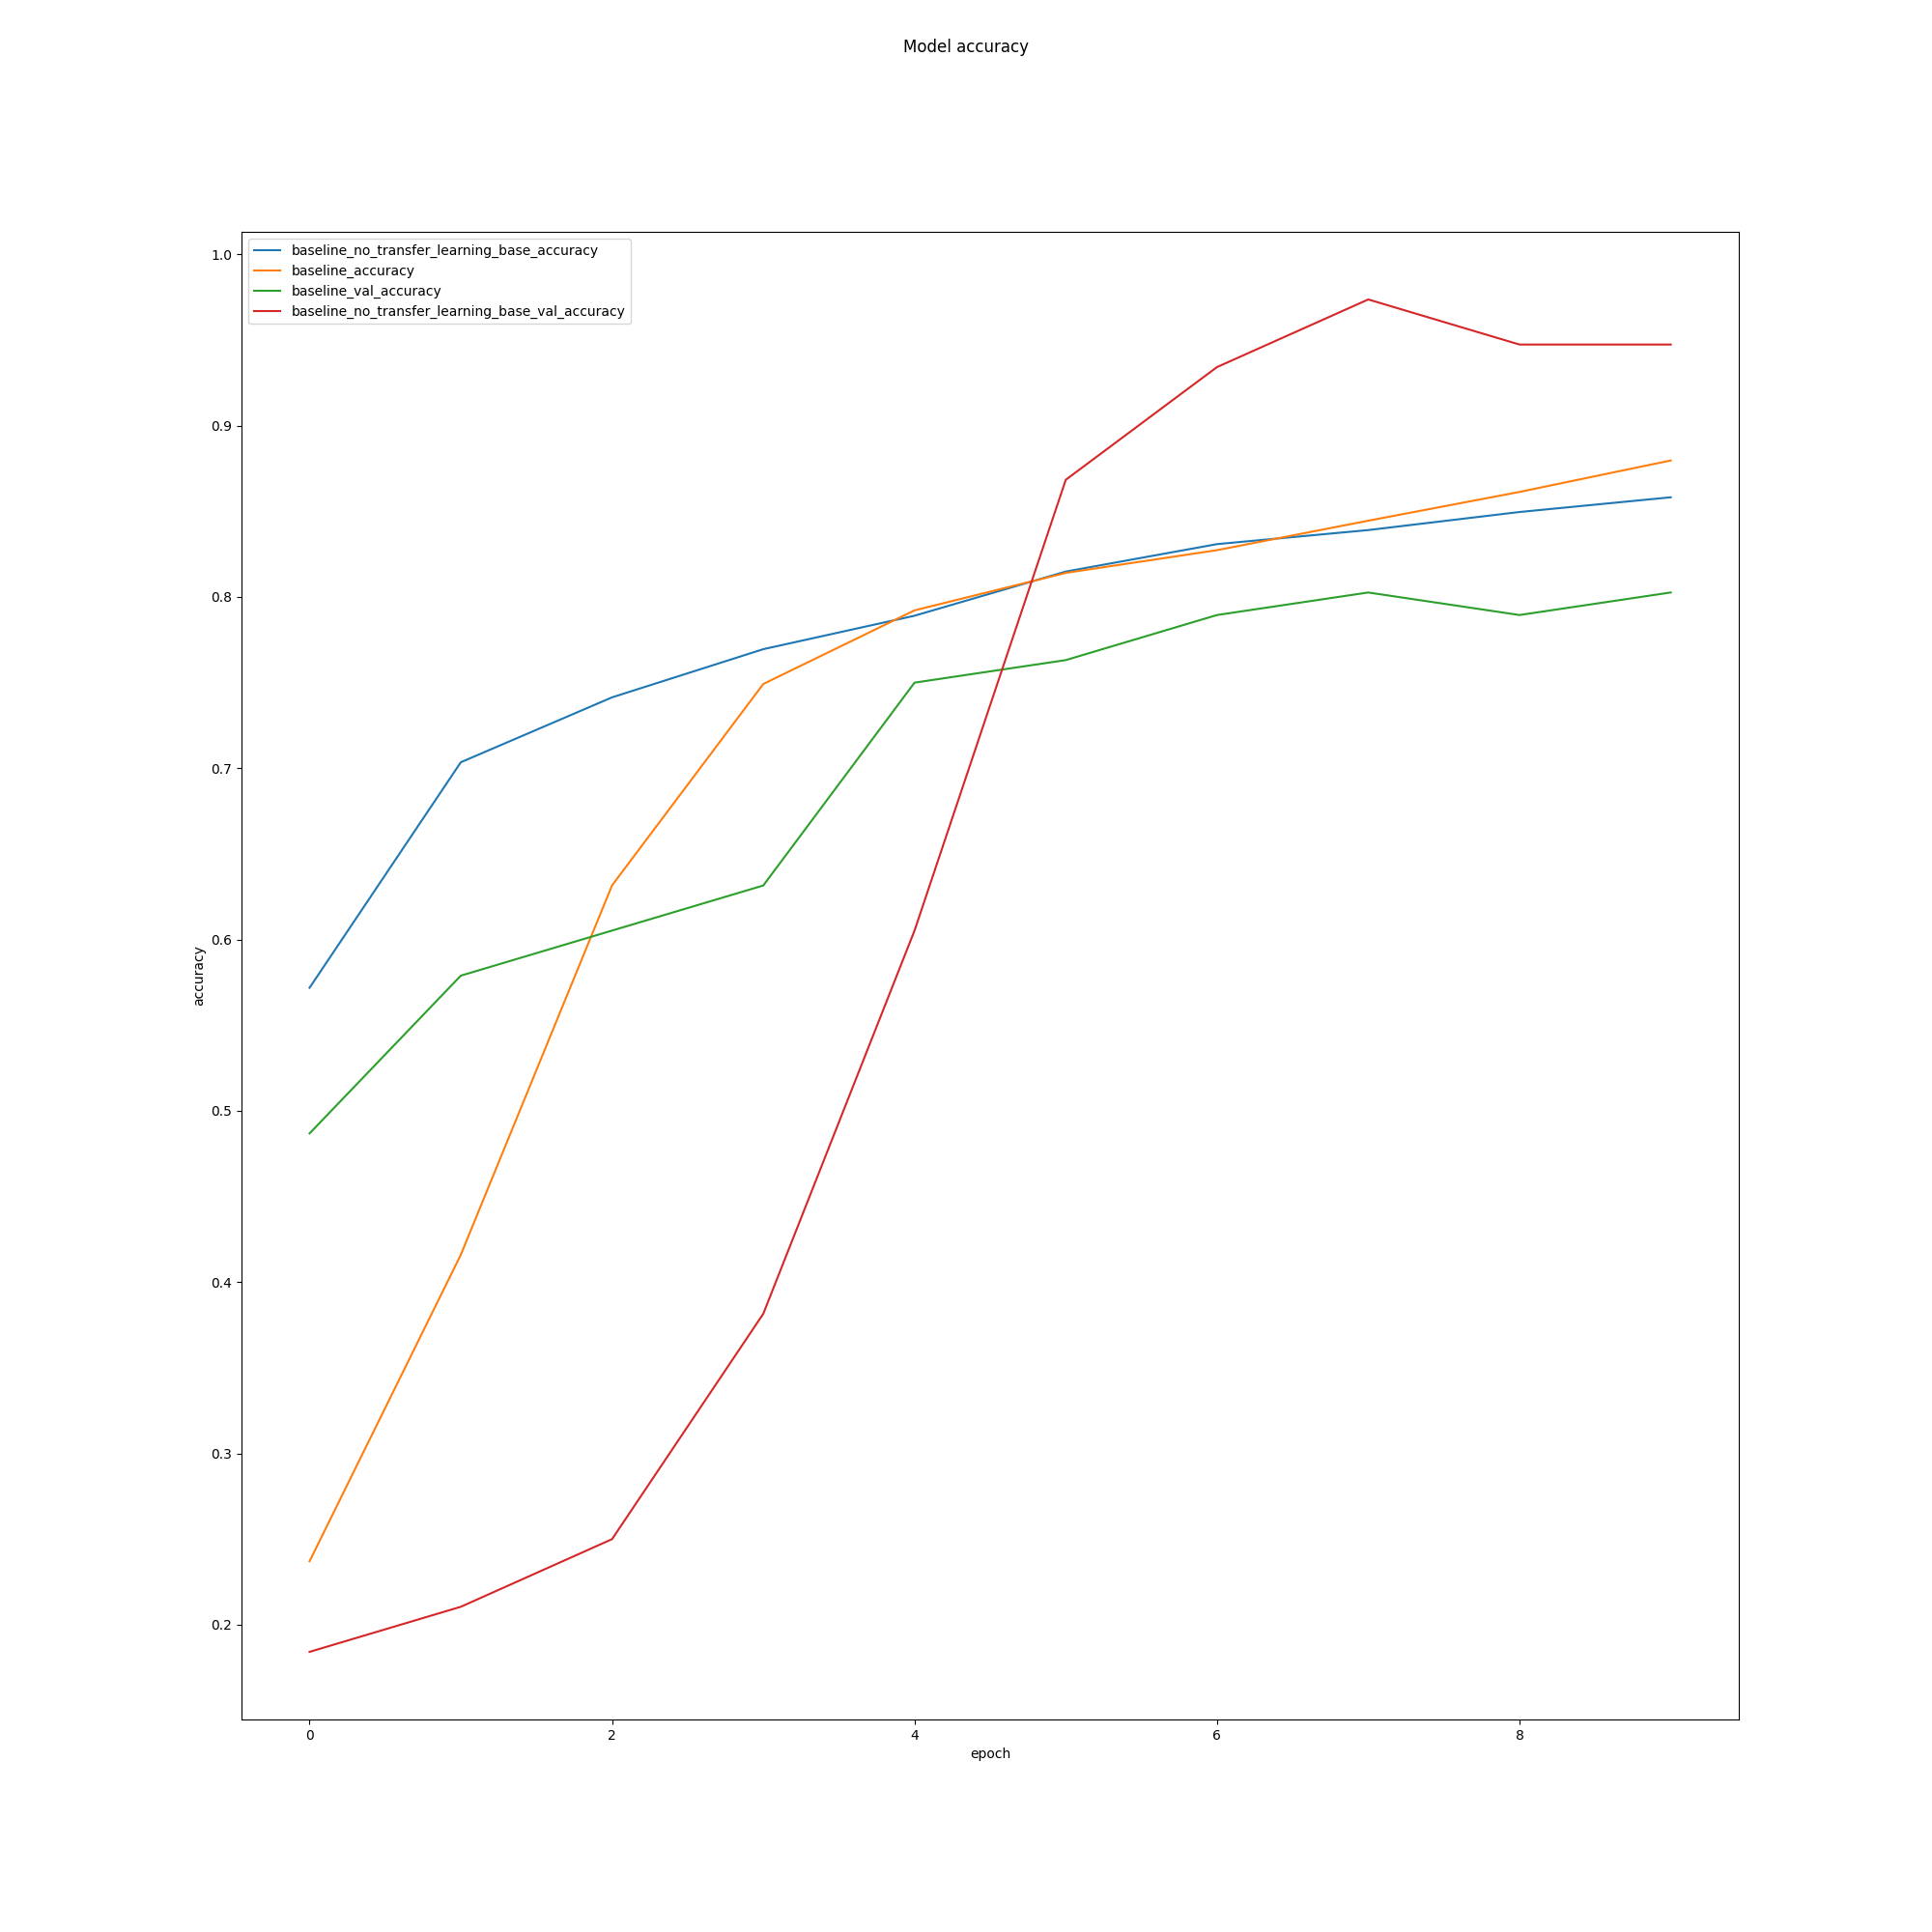 Model accuracy
baseline_no_transfer_learning_base_accuracy
baseline_accuracy
baseline_val_accuracy
baseline_no_transfer_learning_base_val_accuracy
1.0
0.9
0.8
0.7
0.6
0.5
0.4
0.3
0.2
accuracy
0 2 4 6 8
epoch